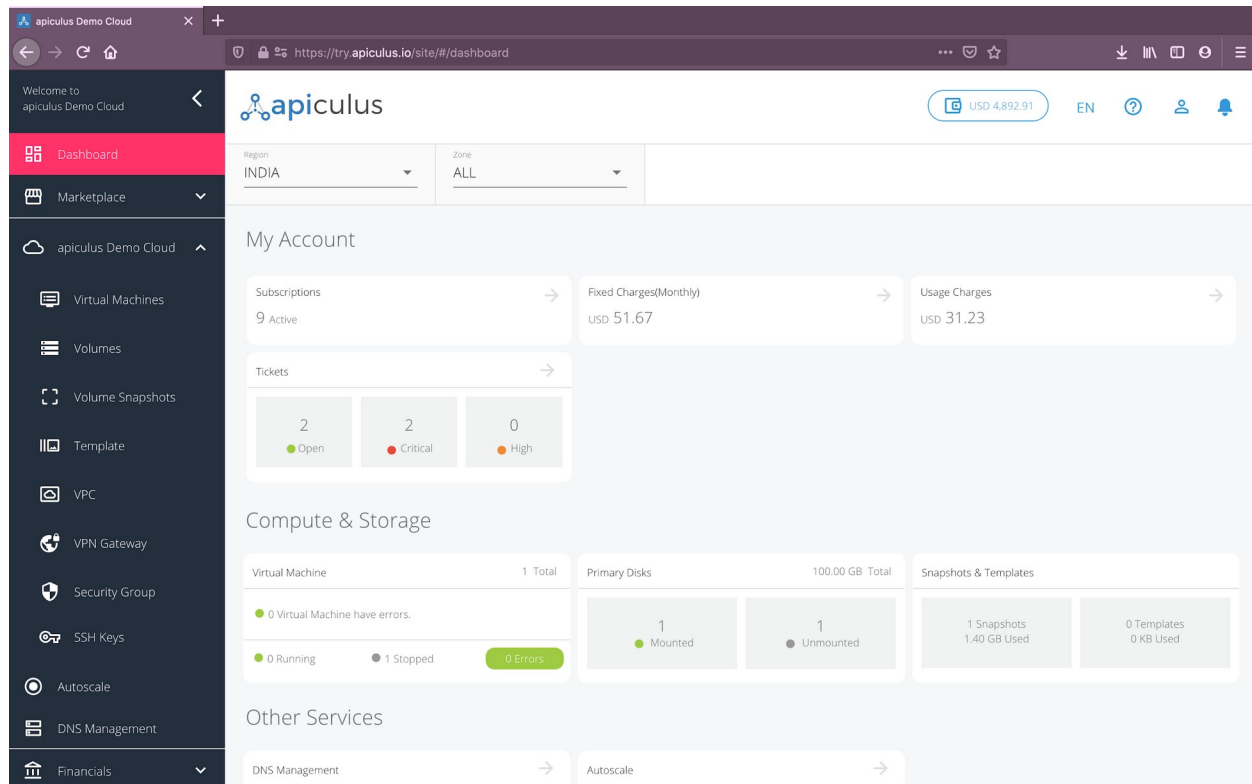 apiculus Demo Cloud
https://try.apiculus.io/site/#/dashboard
Welcome to
apiculus Demo Cloud
Dashboard
Marketplace
apiculus Demo Cloud
Virtual Machines
Volumes
Volume Snapshots
Template
VPC
VPN Gateway
Security Group
SSH Keys
Autoscale
DNS Management
Financials
apiculus
USD 4,892.91
EN
Region
INDIA
Zone
ALL
My Account
Subscriptions
9 Active
Fixed Charges(Monthly)
USD 51.67
Usage Charges
USD 31.23
Tickets
2
Open
2
Critical
0
High
Compute & Storage
Virtual Machine 1 Total
0 Virtual Machine have errors.
0 Running 1 Stopped 0 Errors
Primary Disks 100.00 GB Total
1
Mounted
1
Unmounted
Snapshots & Templates
1 Snapshots
1.40 GB Used
0 Templates
0 KB Used
Other Services
DNS Management
Autoscale